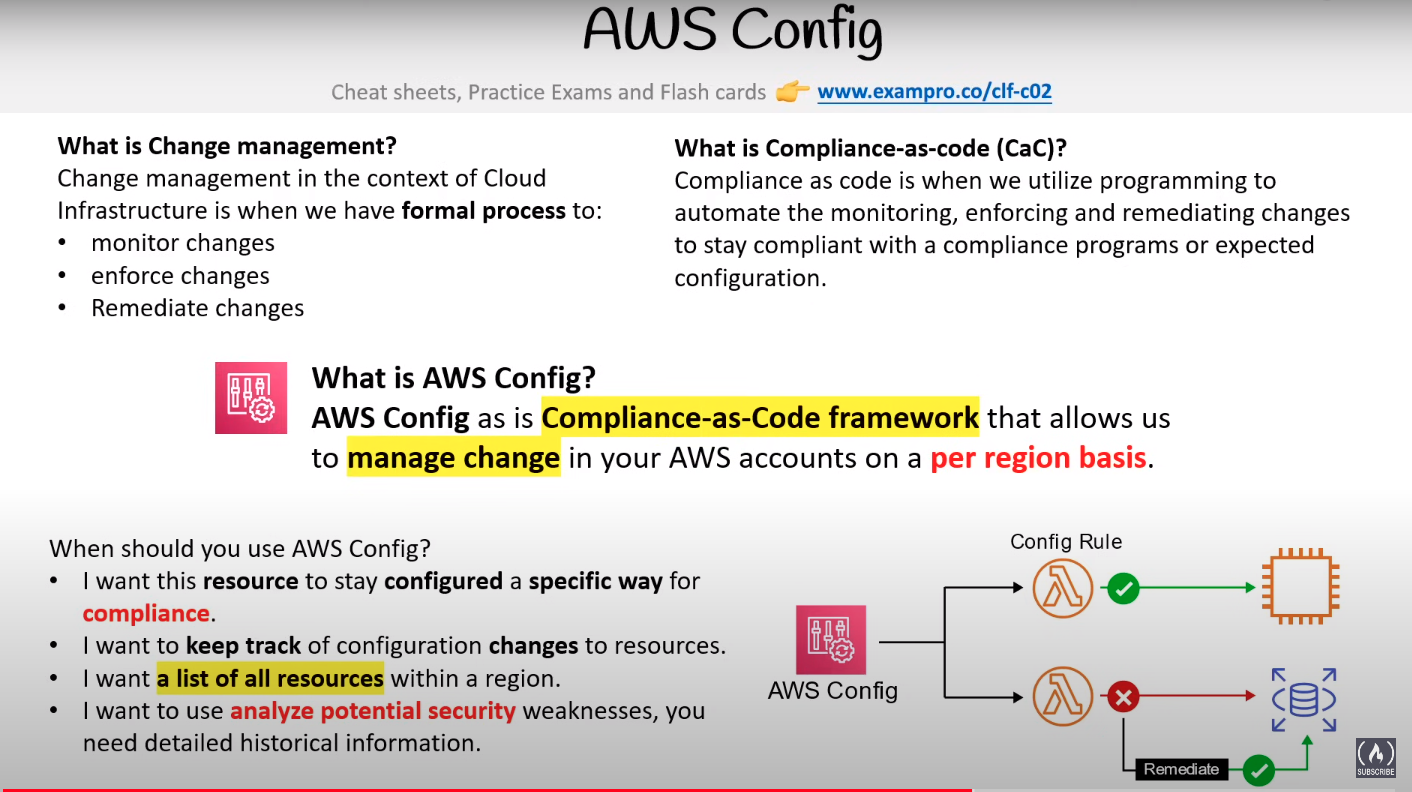 AWS Config
Cheat sheets, Practice Exams and Flash cards 👉 www.exampro.co/clf-c02
What is Change management?
Change management in the context of Cloud
Infrastructure is when we have formal process to:
• monitor changes
• enforce changes
• Remediate changes
What is Compliance-as-code (CaC)?
Compliance as code is when we utilize programming to
automate the monitoring, enforcing and remediating changes
to stay compliant with a compliance programs or expected
configuration.
What is AWS Config?
AWS Config as is Compliance-as-Code framework that allows us
to manage change in your AWS accounts on a per region basis.
When should you use AWS Config?
• I want this resource to stay configured a specific way for
compliance.
• I want to keep track of configuration changes to resources.
• I want a list of all resources within a region.
• I want to use analyze potential security weaknesses, you
need detailed historical information.
Config Rule
AWS Config
Remediate
SUBSCRIBE